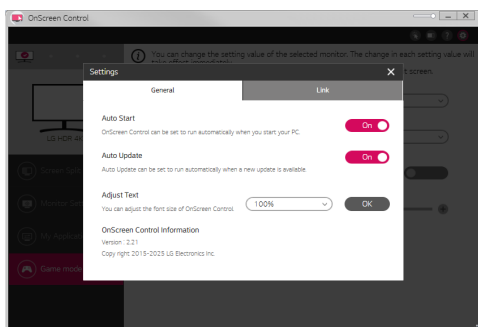 OnScreen Control
You can change the setting value of the selected monitor. The change in each setting value will
take effect immediately
t screen.
Settings
General
Link
Auto Start
On
OnScreen Control can be set to run automatically when you start your PC.
Auto Update
On
Auto Update can be set to run automatically when a new update is available.
Adjust Text
You can adjust the font size of OnScreen Control.
100%
OK
OnScreen Control Information
Version : 2.21
Copy right 2015-2025 LG Electronics Inc.
LG HDR 4K
Screen Split
Monitor Set
My Applicat
Game mode